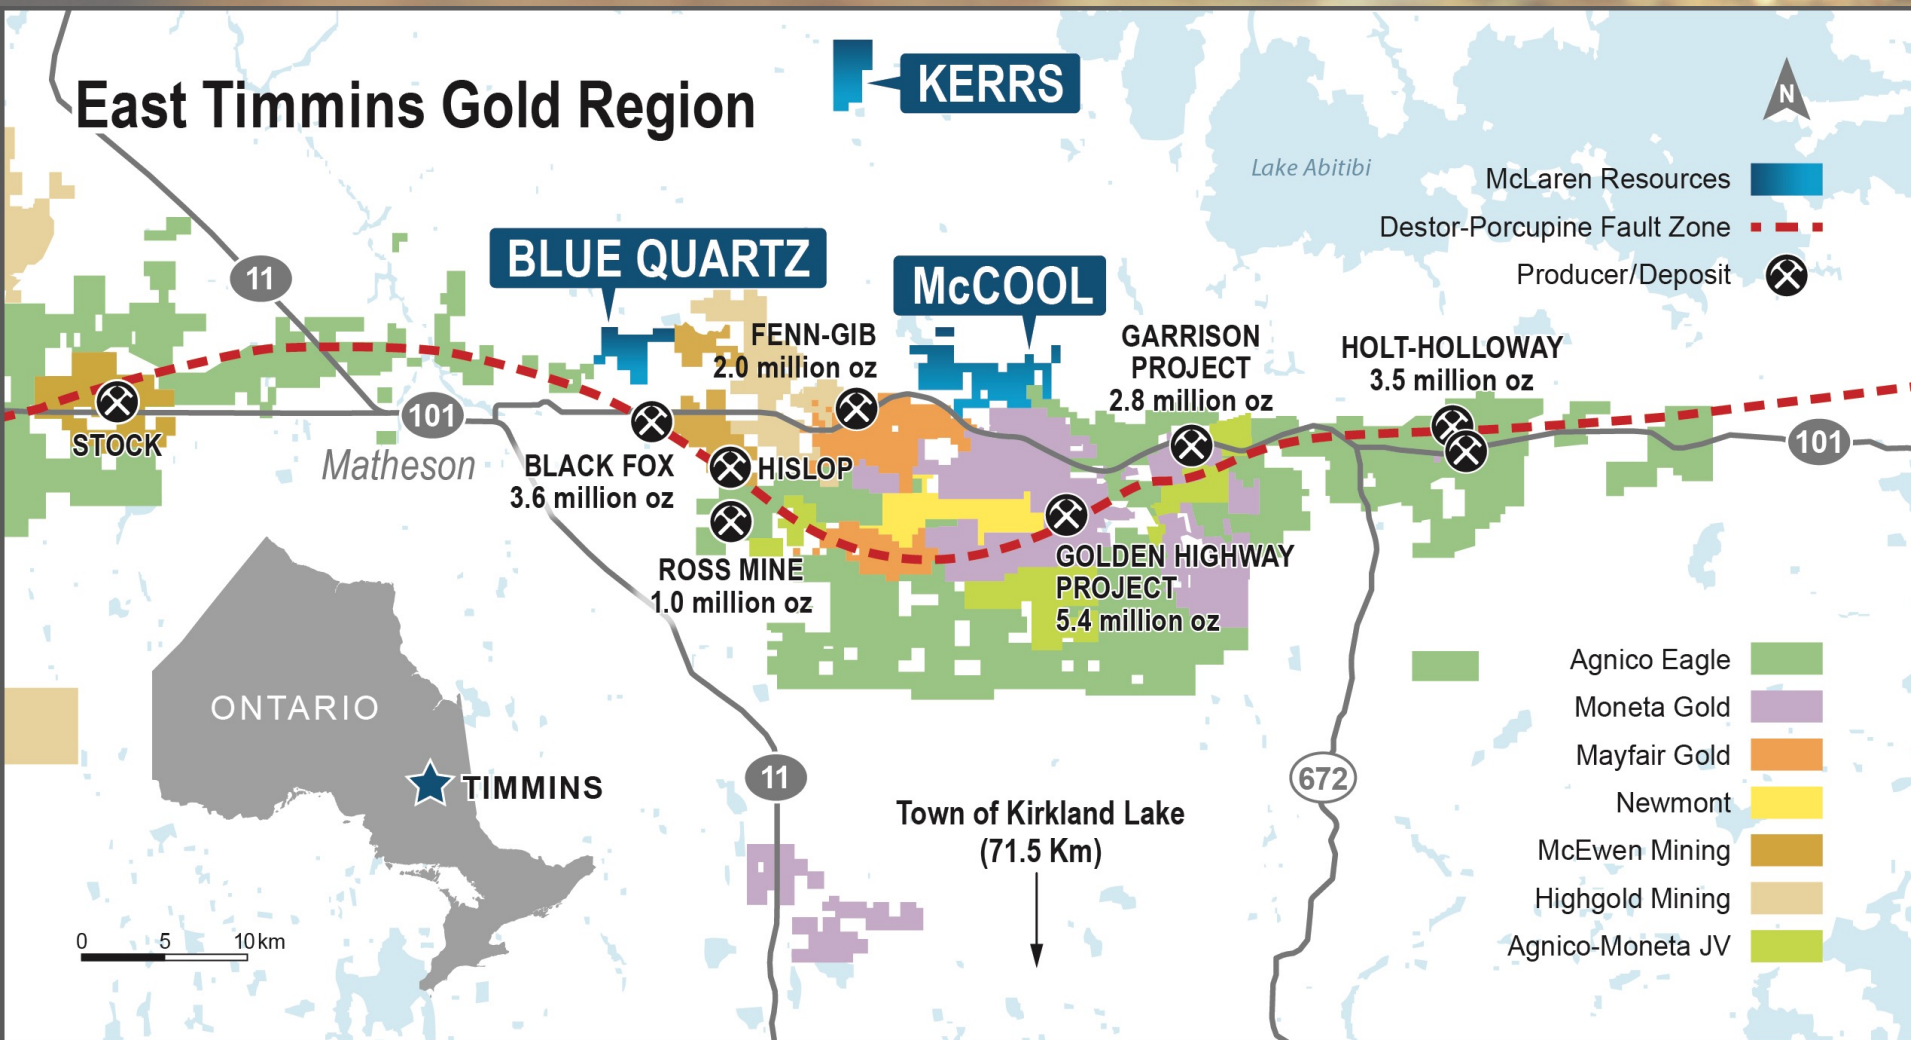 East Timmins Gold Region
KERRS
N
Lake Abitibi
McLaren Resources
Destor-Porcupine Fault Zone
Producer/Deposit
11
BLUE QUARTZ
McCOOL
FENN-GIB
2.0 million oz
GARRISON
PROJECT
2.8 million oz
HOLT-HOLLOWAY
3.5 million oz
STOCK
101
Matheson
BLACK FOX
3.6 million oz
HISLOP
101
ROSS MINE
1.0 million oz
GOLDEN HIGHWAY
PROJECT
5.4 million oz
ONTARIO
TIMMINS
11
672
Town of Kirkland Lake
(71.5 Km)
Agnico Eagle
Moneta Gold
Mayfair Gold
Newmont
McEwen Mining
Highgold Mining
Agnico-Moneta JV
0 5 10 km